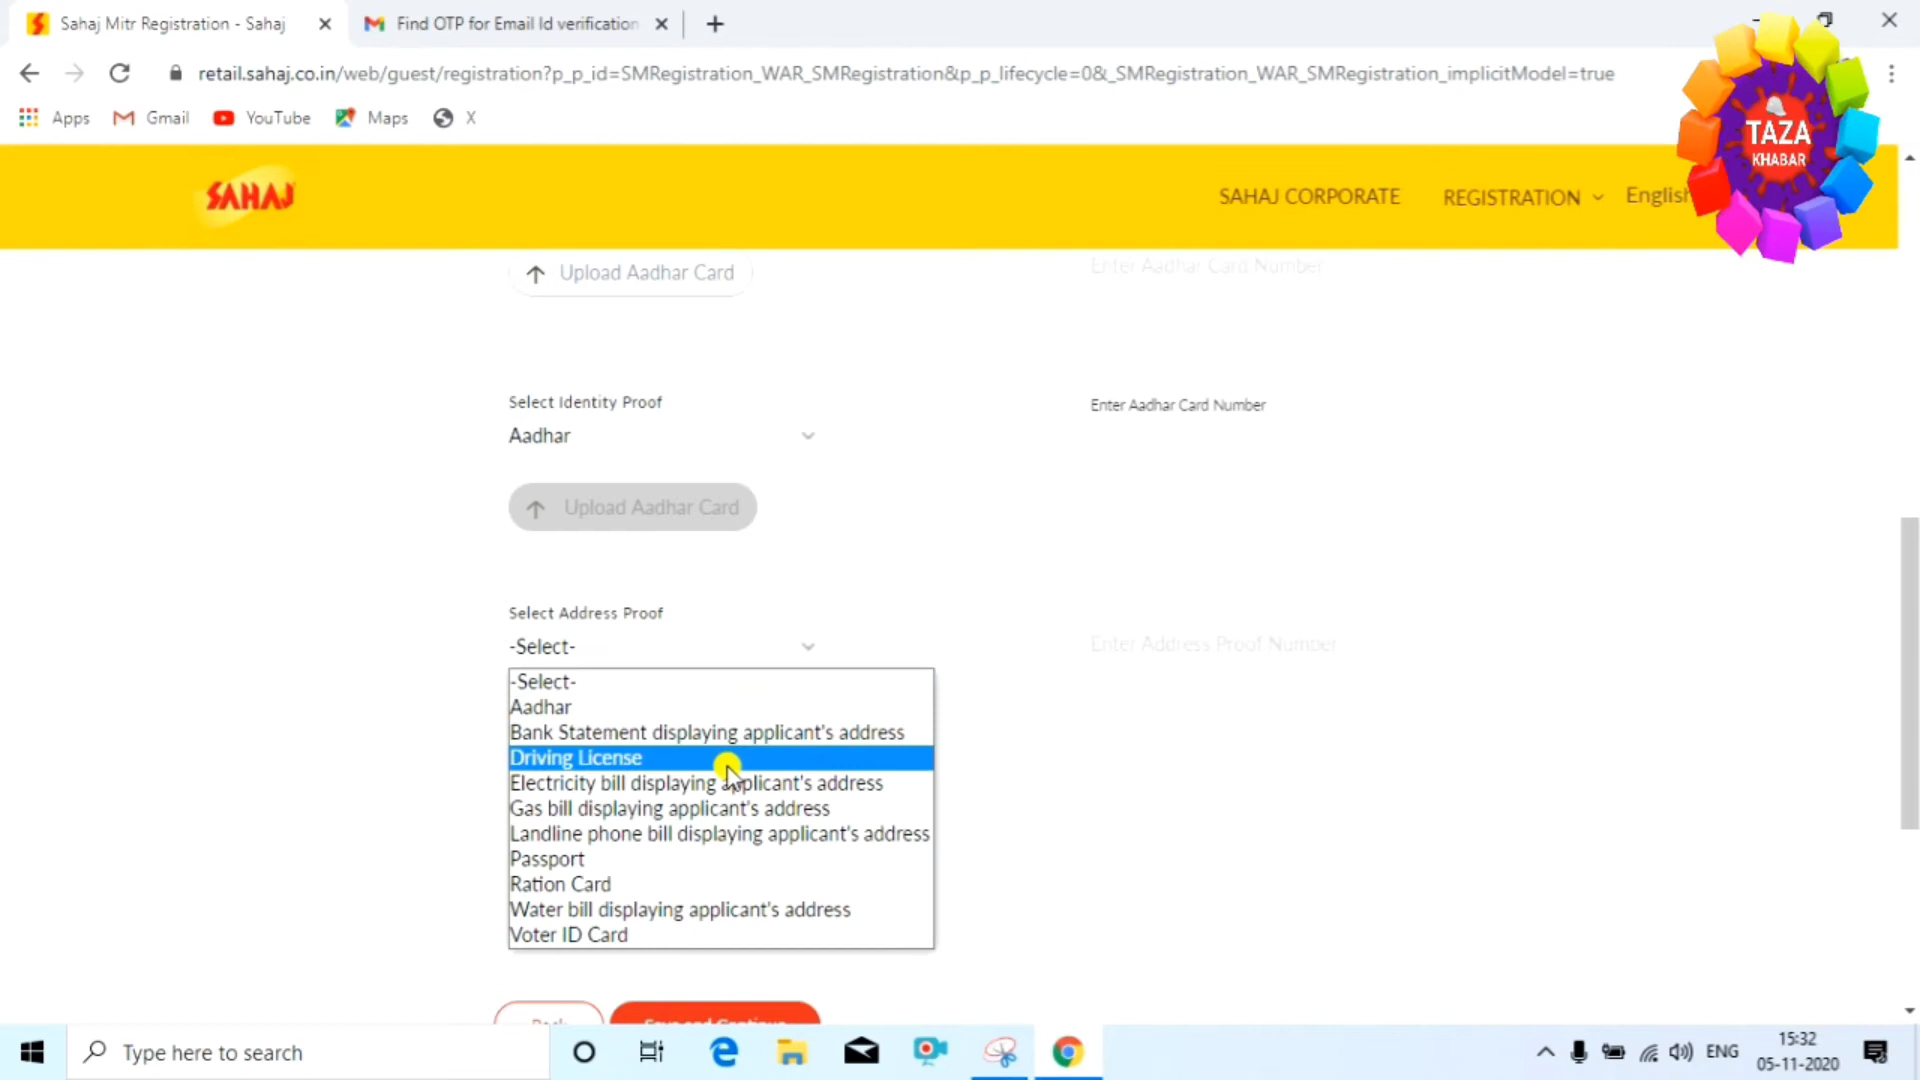 Sahaj Mitr Registration - Sahaj
Find OTP for Email Id verification
retail.sahaj.co.in/web/guest/registration?p_p_id=SMRegistration_WAR_SMRegistration&p_p_lifecycle=0&_SMRegistration_WAR_SMRegistration_implicitModel=true
Apps Gmail YouTube Maps X
TAZA
KHABAR
SAHAJ
SAHAJ CORPORATE REGISTRATION English
Upload Aadhar Card
Enter Aadhar Card Number
Select Identity Proof
Enter Aadhar Card Number
Aadhar
Upload Aadhar Card
Select Address Proof
-Select-
Enter Address Proof Number
-Select-
Aadhar
Bank Statement displaying applicant's address
Driving License
Electricity bill displaying applicant's address
Gas bill displaying applicant's address
Landline phone bill displaying applicant's address
Passport
Ration Card
Water bill displaying applicant's address
Voter ID Card
Back Save and Continue
Type here to search
ENG
15:32
05-11-2020